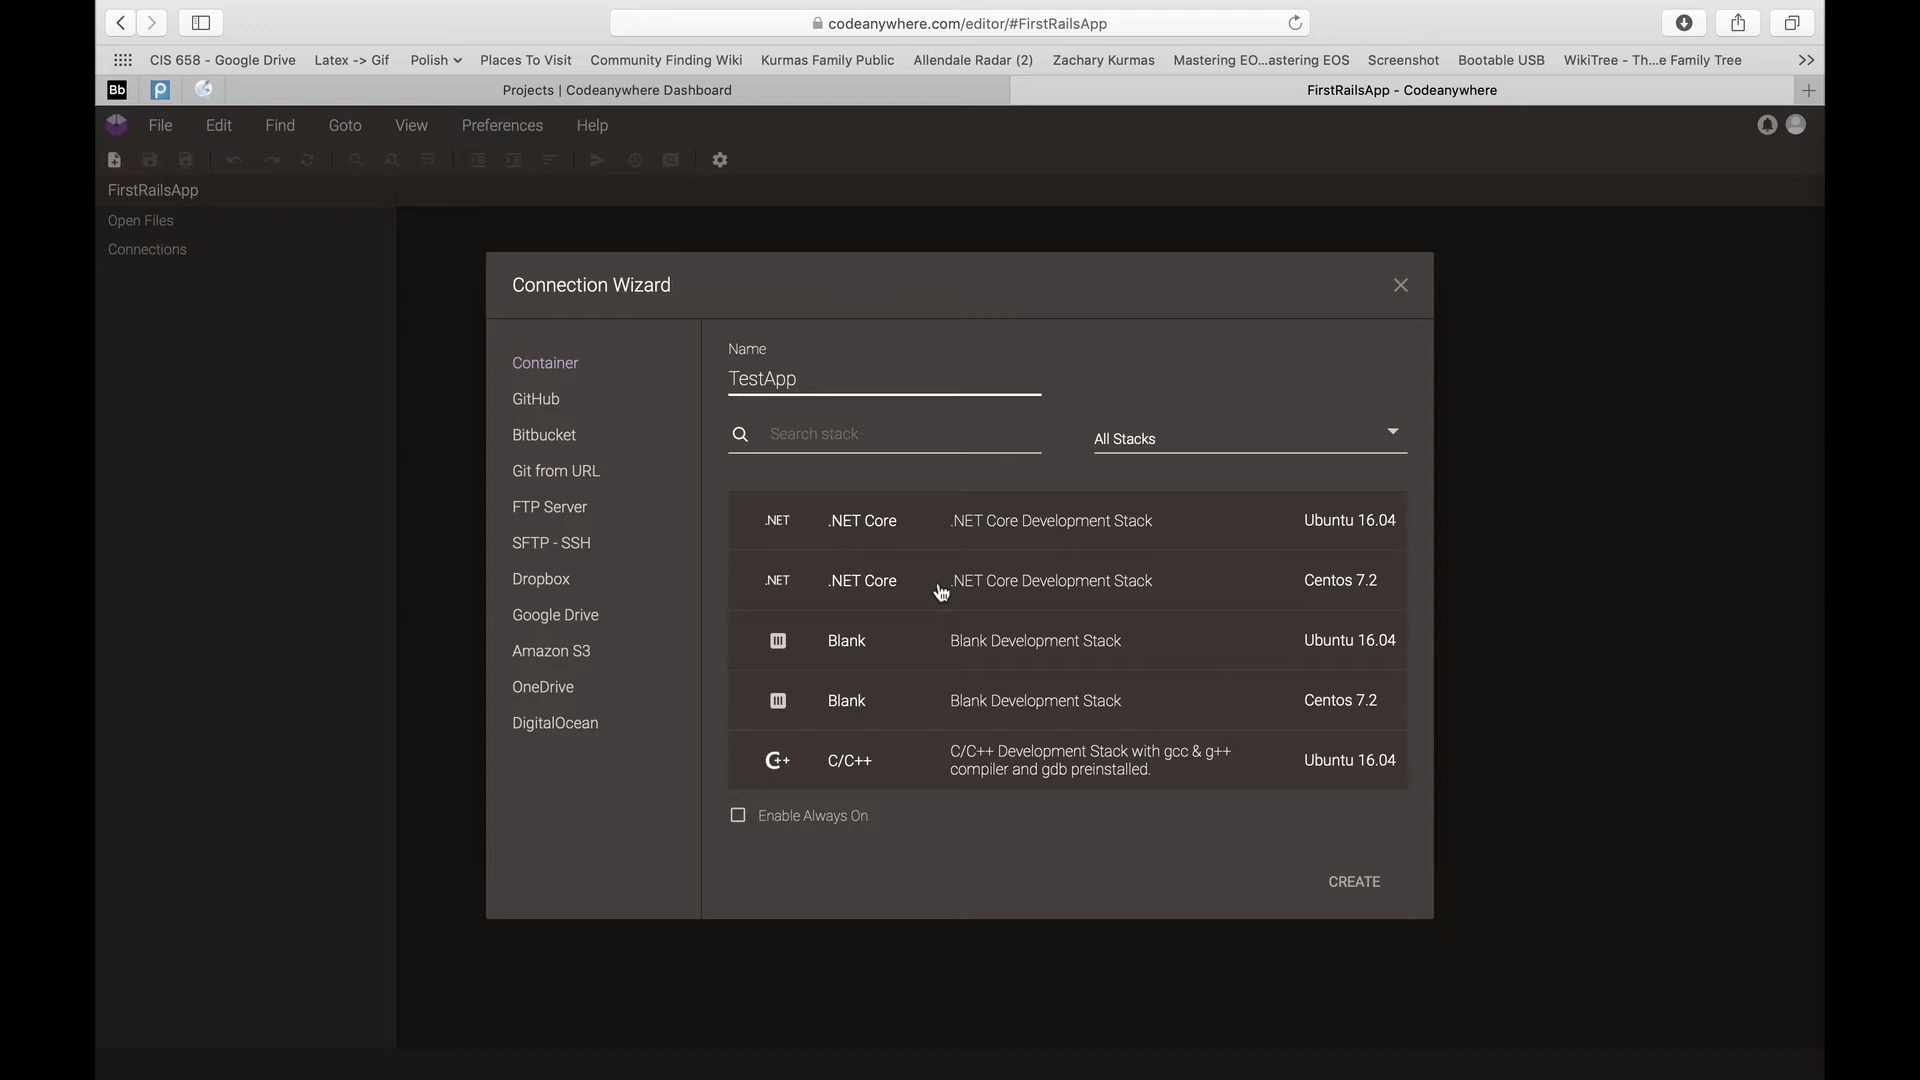 codeanywhere.com/editor/#FirstRailsApp
CIS 658 - Google Drive Latex -> Gif Polish Places To Visit Community Finding Wiki Kurmas Family Public Allendale Radar (2) Zachary Kurmas Mastering EO...astering EOS Screenshot Bootable USB WikiTree - Th...e Family Tree
Bb P Projects | Codeanywhere Dashboard FirstRailsApp - Codeanywhere
File Edit Find Goto View Preferences Help
FirstRailsApp
Open Files
Connections
Connection Wizard
Container
GitHub
Bitbucket
Git from URL
FTP Server
SFTP - SSH
Dropbox
Google Drive
Amazon S3
OneDrive
DigitalOcean
Name
TestApp
Search stack All Stacks
.NET .NET Core .NET Core Development Stack Ubuntu 16.04
.NET .NET Core .NET Core Development Stack Centos 7.2
Blank Blank Development Stack Ubuntu 16.04
Blank Blank Development Stack Centos 7.2
C++ C/C++ C/C++ Development Stack with gcc & g++ Ubuntu 16.04
compiler and gdb preinstalled.
Enable Always On
CREATE